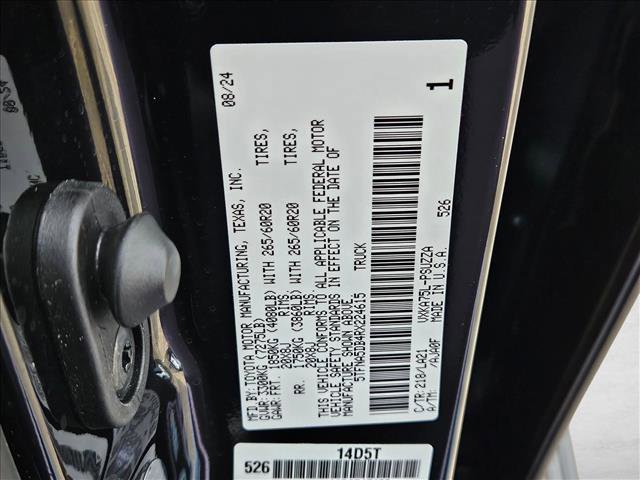 MFD.BY:TOYOTA MOTOR MANUFACTURING, TEXAS, INC. 08/24
GVWR:3300KG (7275LB)
GAWR:FRT. 1850KG (4080LB) WITH 265/60R20 TIRES,
20X8J RIMS,
RR. 1750KG (3860LB) WITH 265/60R20 TIRES,
20X8J RIMS.
THIS VEHICLE CONFORMS TO ALL APPLICABLE FEDERAL MOTOR
VEHICLE SAFETY STANDARDS IN EFFECT ON THE DATE OF
MANUFACTURE SHOWN ABOVE.
5TFNA5DB4RX224615 TRUCK
C/TR:218/LA21 VXKA75L-PSUZZA
A/TM: /AJA0F MADE IN U.S.A. 526
1
526 14D5T